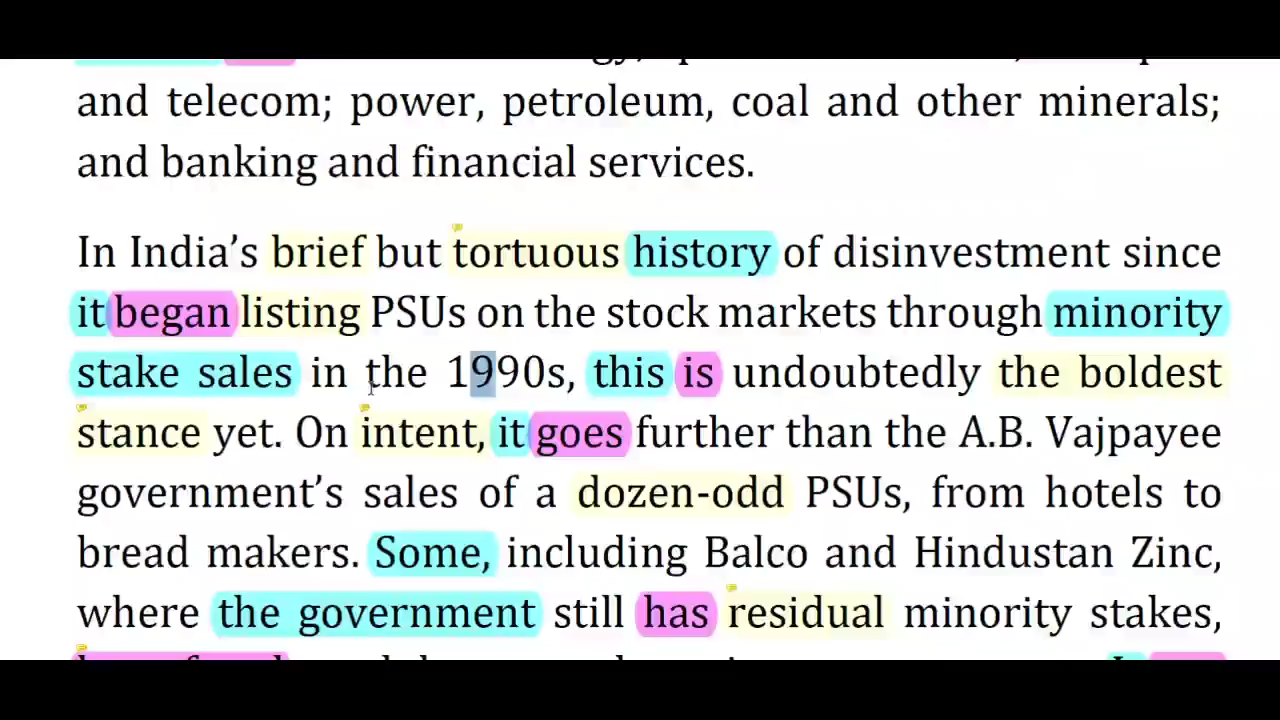 and telecom; power, petroleum, coal and other minerals;
and banking and financial services.
In India’s brief but tortuous history of disinvestment since
it began listing PSUs on the stock markets through minority
stake sales in the 1990s, this is undoubtedly the boldest
stance yet. On intent, it goes further than the A.B. Vajpayee
government’s sales of a dozen-odd PSUs, from hotels to
bread makers. Some, including Balco and Hindustan Zinc,
where the government still has residual minority stakes,